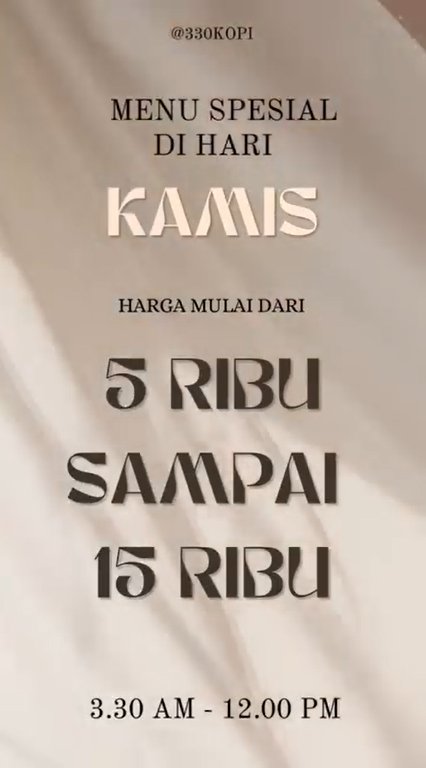 @330KOPI
MENU SPESIAL
DI HARI
KAMIS
HARGA MULAI DARI
5 RIBU
SAMPAI
15 RIBU
3.30 AM - 12.00 PM